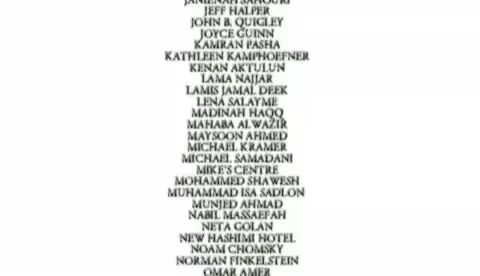 JEFF HALPER
JOHN B. QUIGLEY
JOYCE GUINN
KAMRAN PASHA
KATHLEEN KAMPHOEFNER
KENAN AKTULUN
LAMA NAJJAR
LAMIS JAMAL DEEK
LENA SALAYME
MADINAH HAQQ
MAHABA ALWAZIR
MAYSOON AHMED
MICHAEL KRAMER
MICHAEL SAMADANI
MIKE'S CENTRE
MOHAMMED SHAWESH
MUHAMMAD ISA SADLON
MUNJED AHMAD
NABIL MASSAEFAH
NETA GOLAN
NEW HASHIMI HOTEL
NOAM CHOMSKY
NORMAN FINKELSTEIN
OMAR AMER